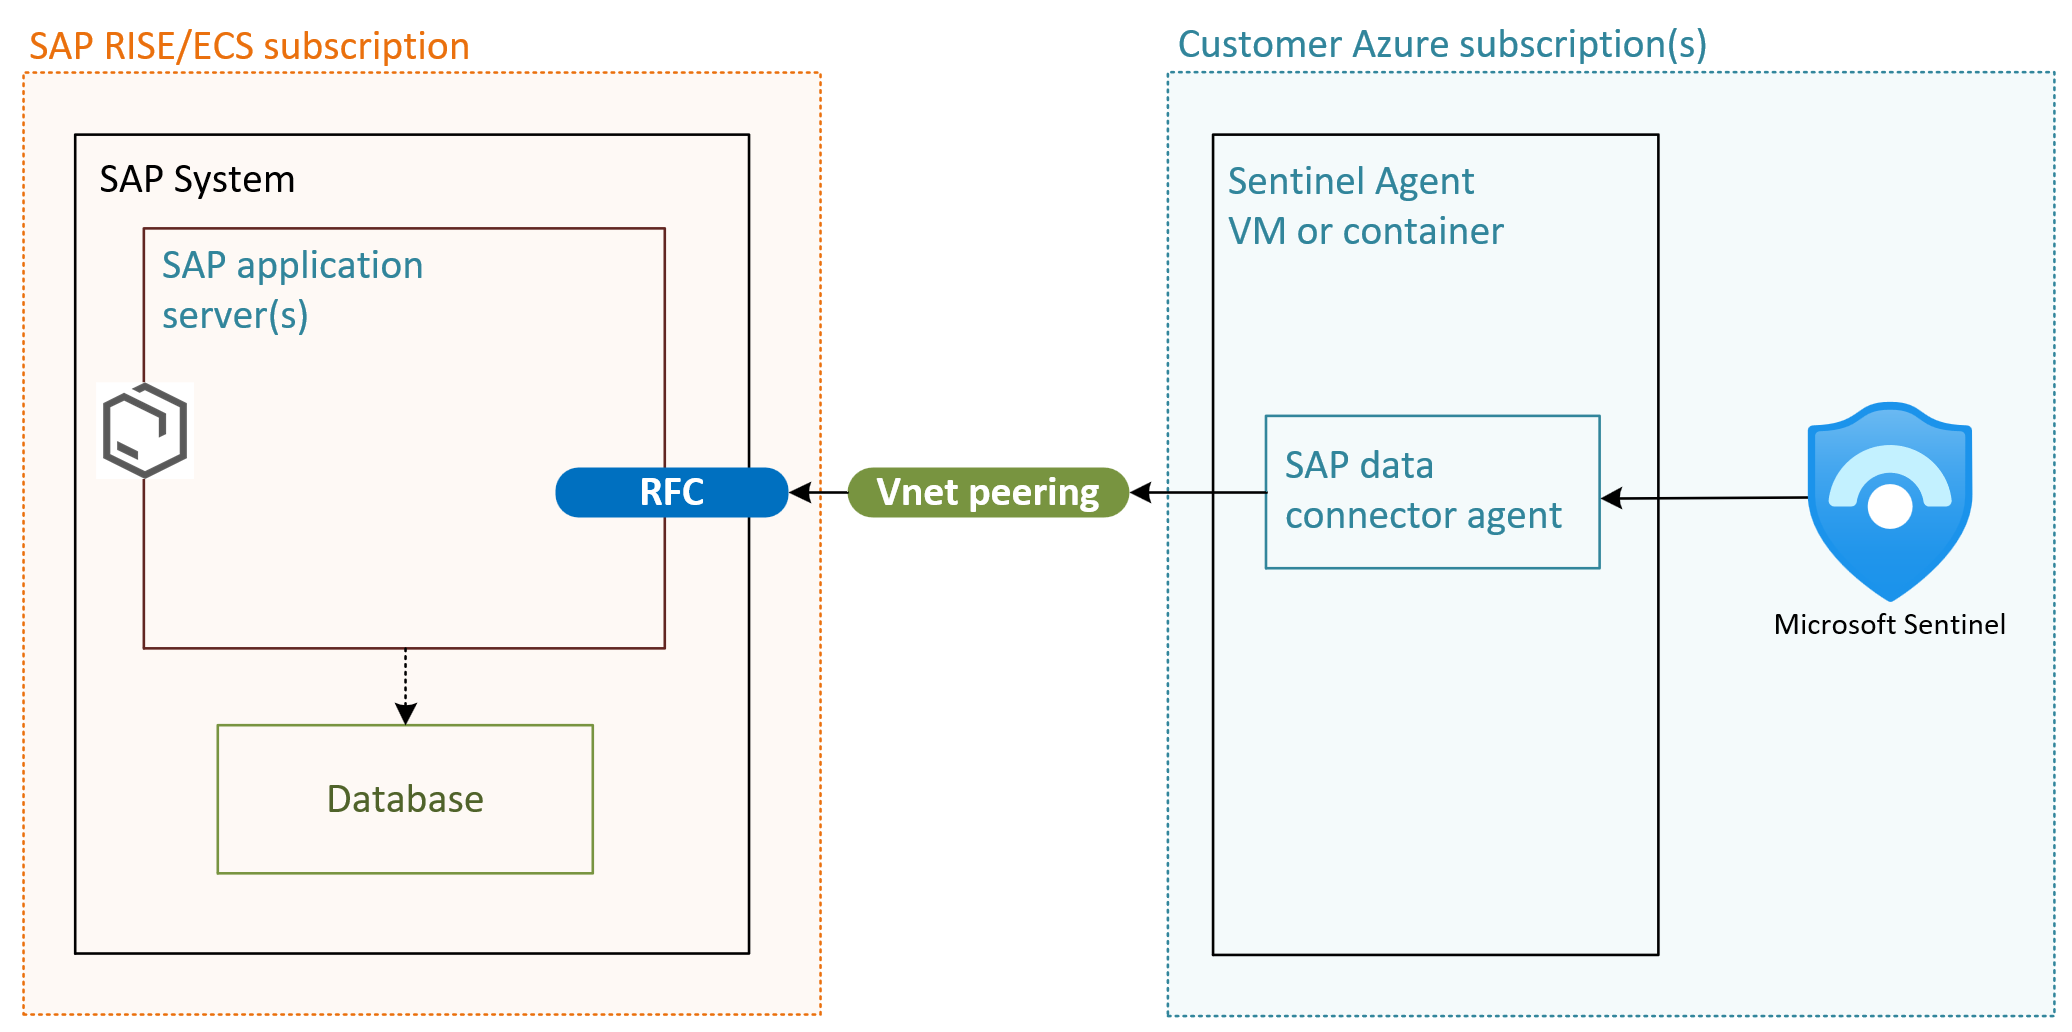 SAP RISE/ECS subscription
SAP System
SAP application
server(s)
RFC
Database
Vnet peering
Customer Azure subscription(s)
Sentinel Agent
VM or container
SAP data
connector agent
Microsoft Sentinel